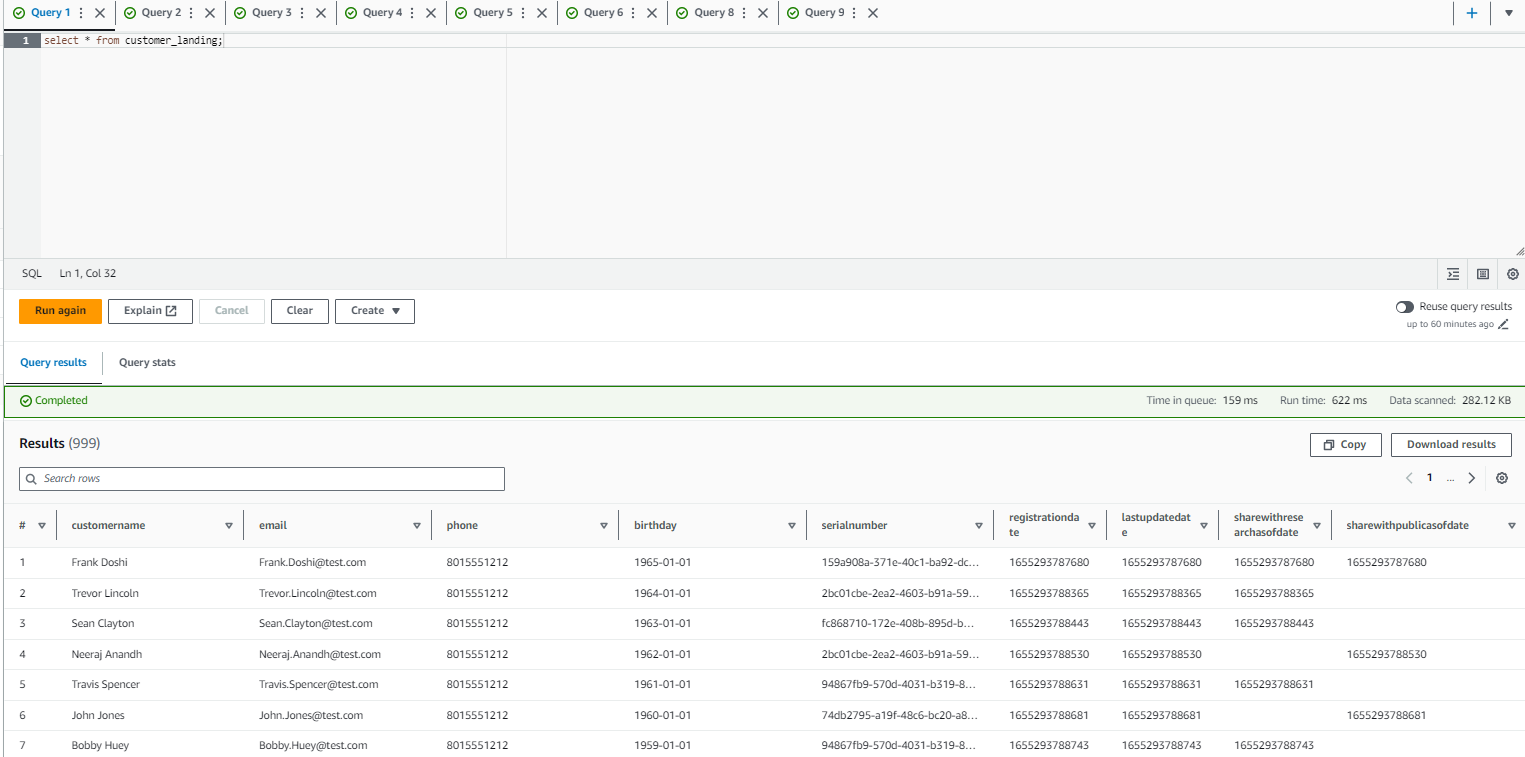 Query 1 Query 2 Query 3 Query 4 Query 5 Query 6 Query 8 Query 9
1 select * from customer_landing;
SQL Ln 1, Col 32
Run again Explain Cancel Clear Create Reuse query results
up to 60 minutes ago
Query results Query stats
Completed Time in queue: 159 ms Run time: 622 ms Data scanned: 282.12 KB
Results (999) Copy Download results
Search rows 1 ...
# customername email phone birthday serialnumber registrationda lastupdatedat sharewithrese sharewithpublicasofdate
te e archasofdate
1 Frank Doshi Frank.Doshi@test.com 8015551212 1965-01-01 159a908a-371e-40c1-ba92-dc... 1655293787680 1655293787680 1655293787680 1655293787680
2 Trevor Lincoln Trevor.Lincoln@test.com 8015551212 1964-01-01 2bc01cbe-2ea2-4603-b91a-59... 1655293788365 1655293788365 1655293788365
3 Sean Clayton Sean.Clayton@test.com 8015551212 1963-01-01 fc868710-172e-408b-895d-b... 1655293788443 1655293788443 1655293788443
4 Neeraj Anandh Neeraj.Anandh@test.com 8015551212 1962-01-01 2bc01cbe-2ea2-4603-b91a-59... 1655293788530 1655293788530 1655293788530
5 Travis Spencer Travis.Spencer@test.com 8015551212 1961-01-01 94867fb9-570d-4031-b319-8... 1655293788631 1655293788631 1655293788631
6 John Jones John.Jones@test.com 8015551212 1960-01-01 74db2795-a19f-48c6-bc20-a8... 1655293788681 1655293788681 1655293788681
7 Bobby Huey Bobby.Huey@test.com 8015551212 1959-01-01 94867fb9-570d-4031-b319-8... 1655293788743 1655293788743 1655293788743